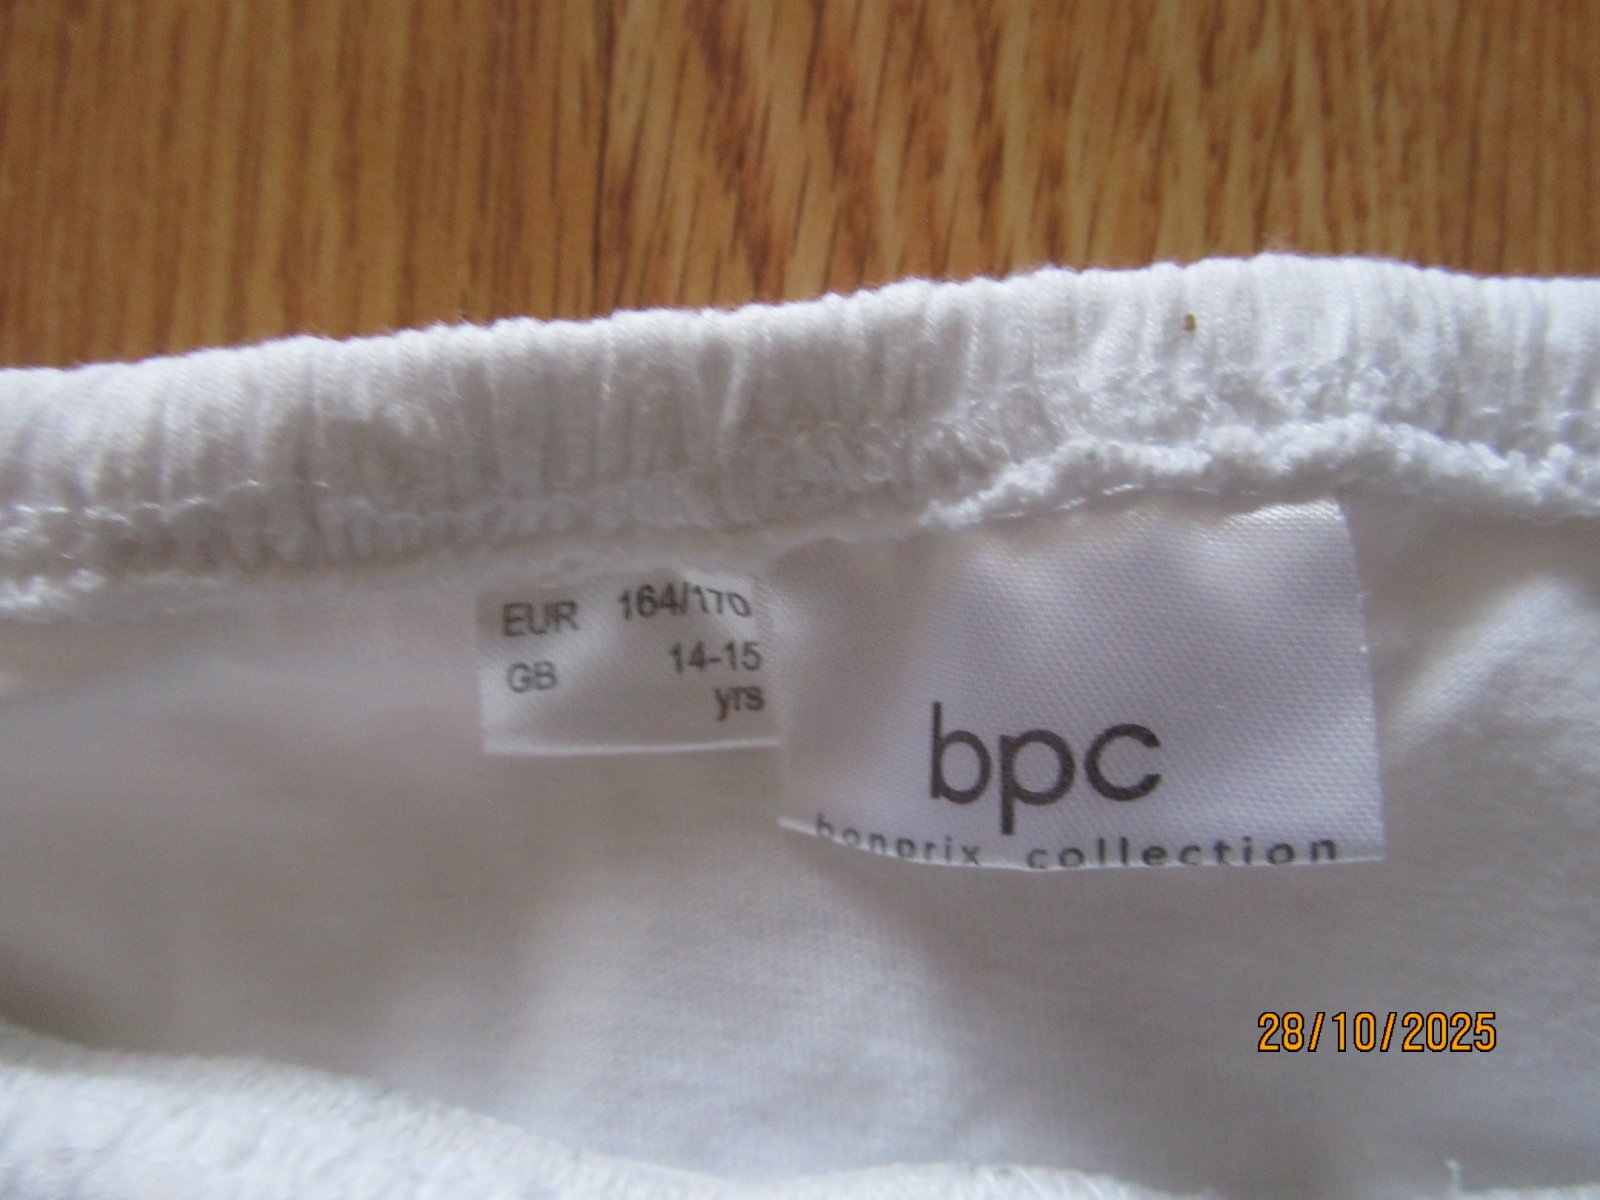 EUR 164/170
GB 14-15
yrs
bpc
bonprix collection
28/10/2025